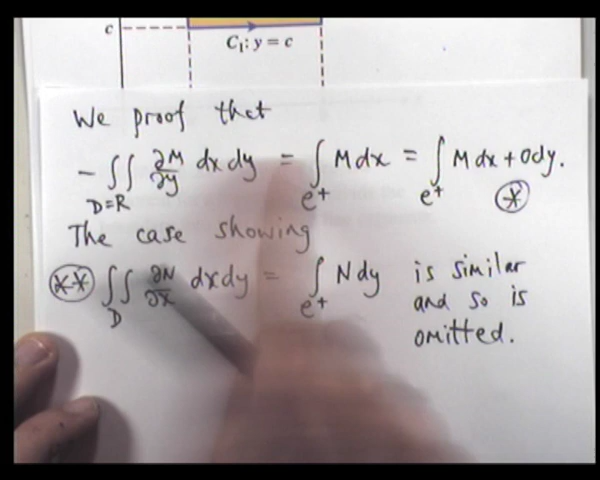 c
C₁: y = c
We proof that
- ∬_{D=R} ∂M/∂y dx dy = ∫_{e⁺} M dx = ∫_{e⁺} M dx + 0 dy.
(*)
The case showing
(**) ∬_D ∂N/∂x dx dy = ∫_{e⁺} N dy is similar
and so is
omitted.